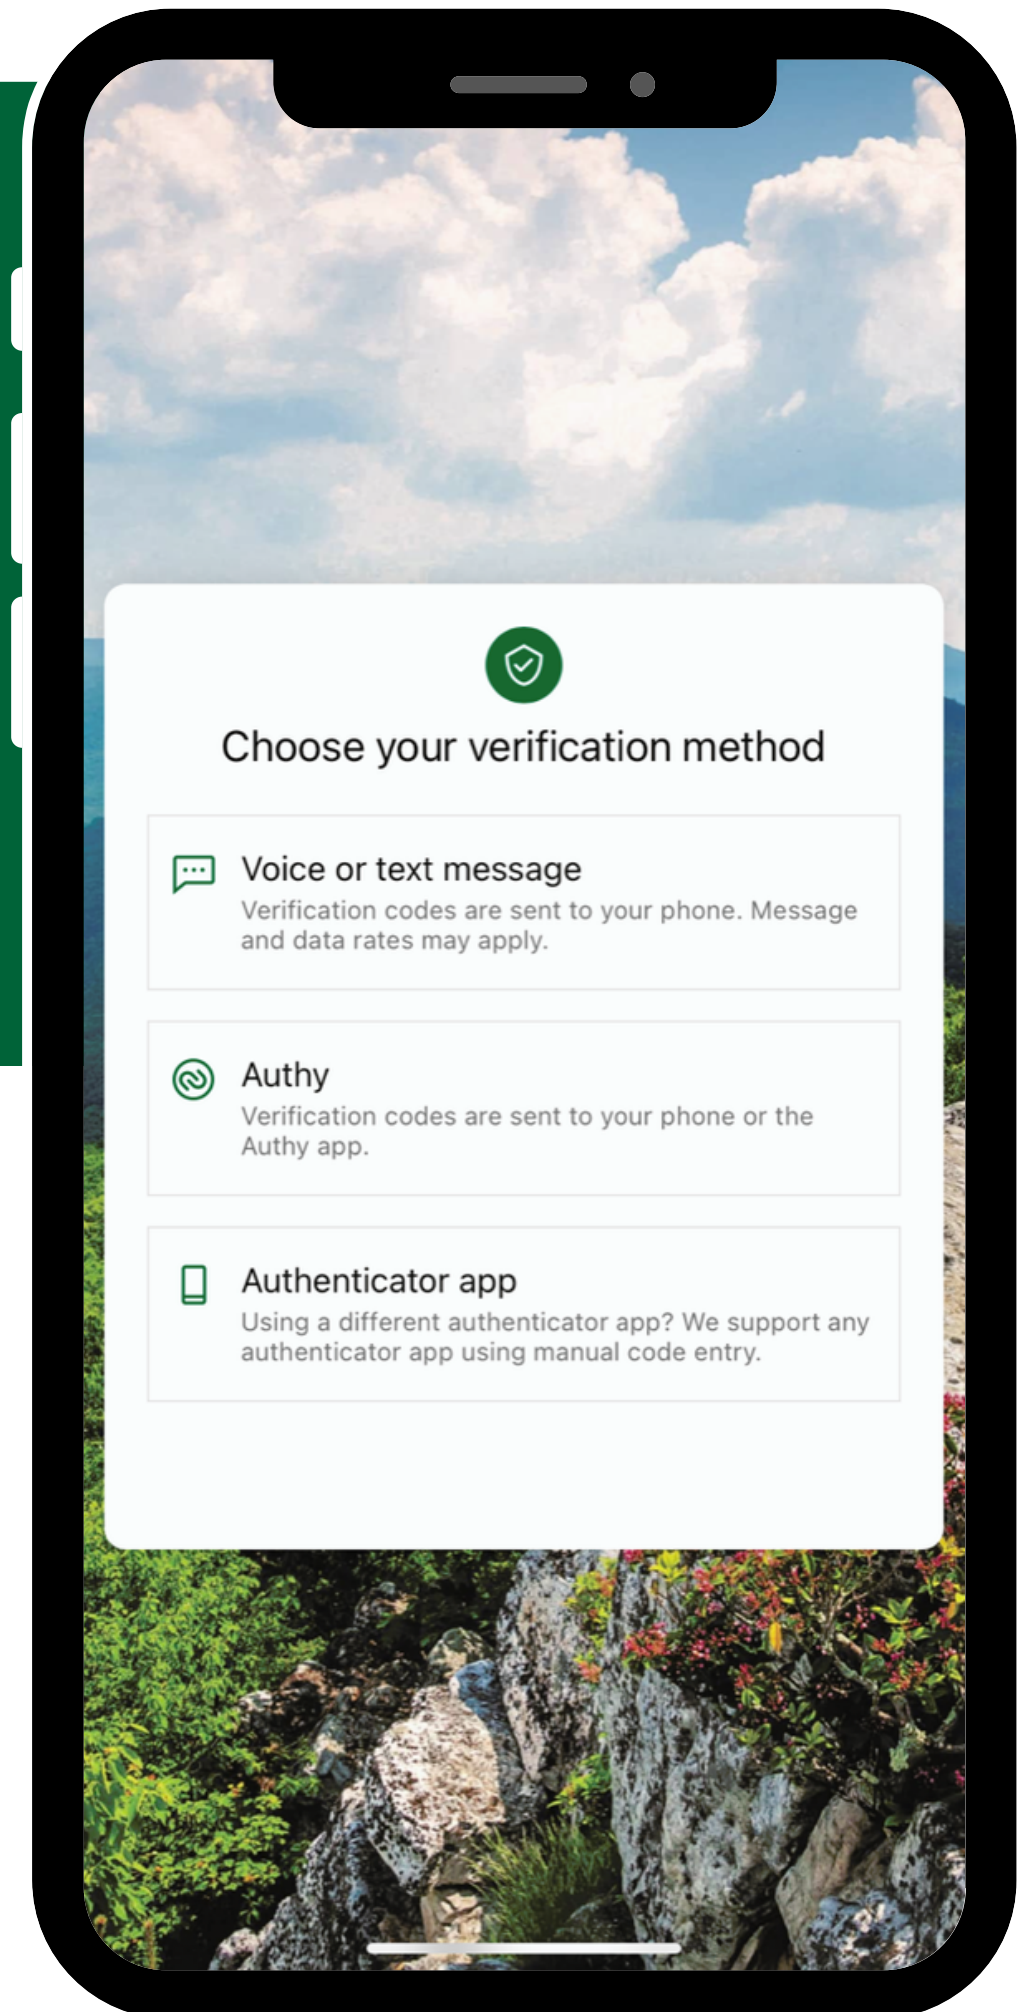 Choose your verification method
Voice or text message
Verification codes are sent to your phone. Message
and data rates may apply.
Authy
Verification codes are sent to your phone or the
Authy app.
Authenticator app
Using a different authenticator app? We support any
authenticator app using manual code entry.